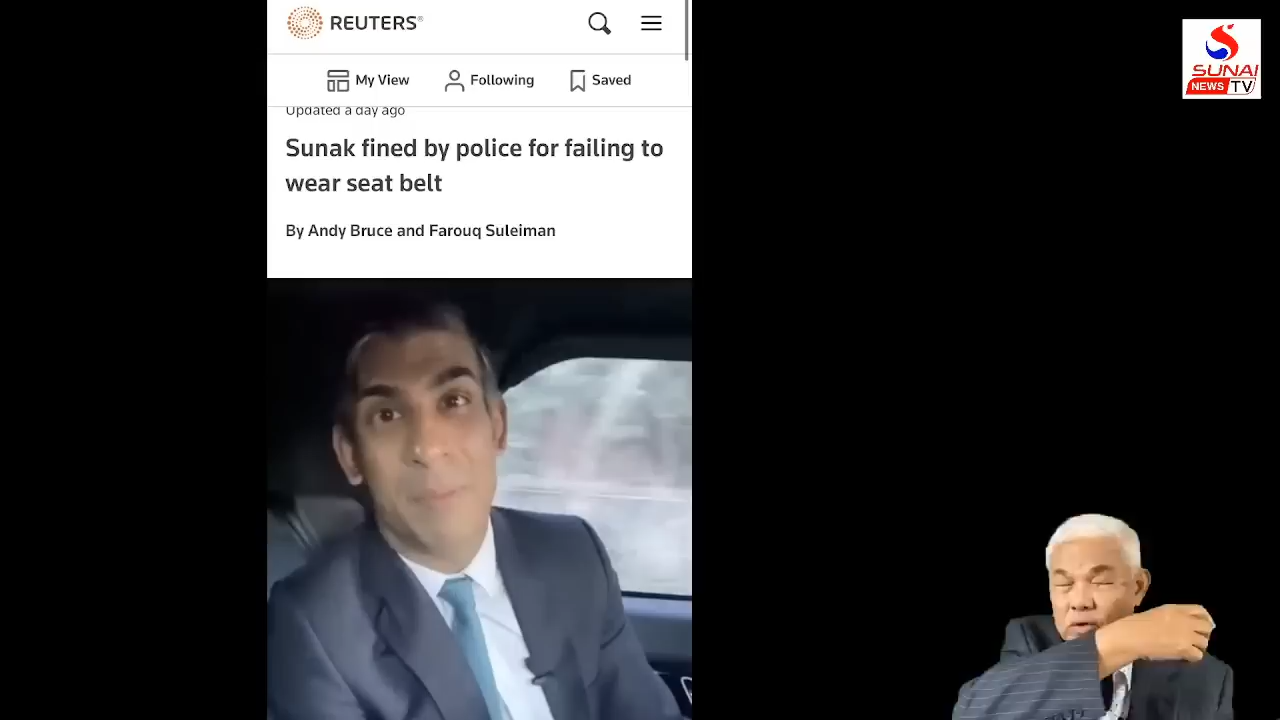 REUTERS®
My View
Following
Saved
Updated a day ago
Sunak fined by police for failing to
wear seat belt
By Andy Bruce and Farouq Suleiman
SUNAI
NEWS TV